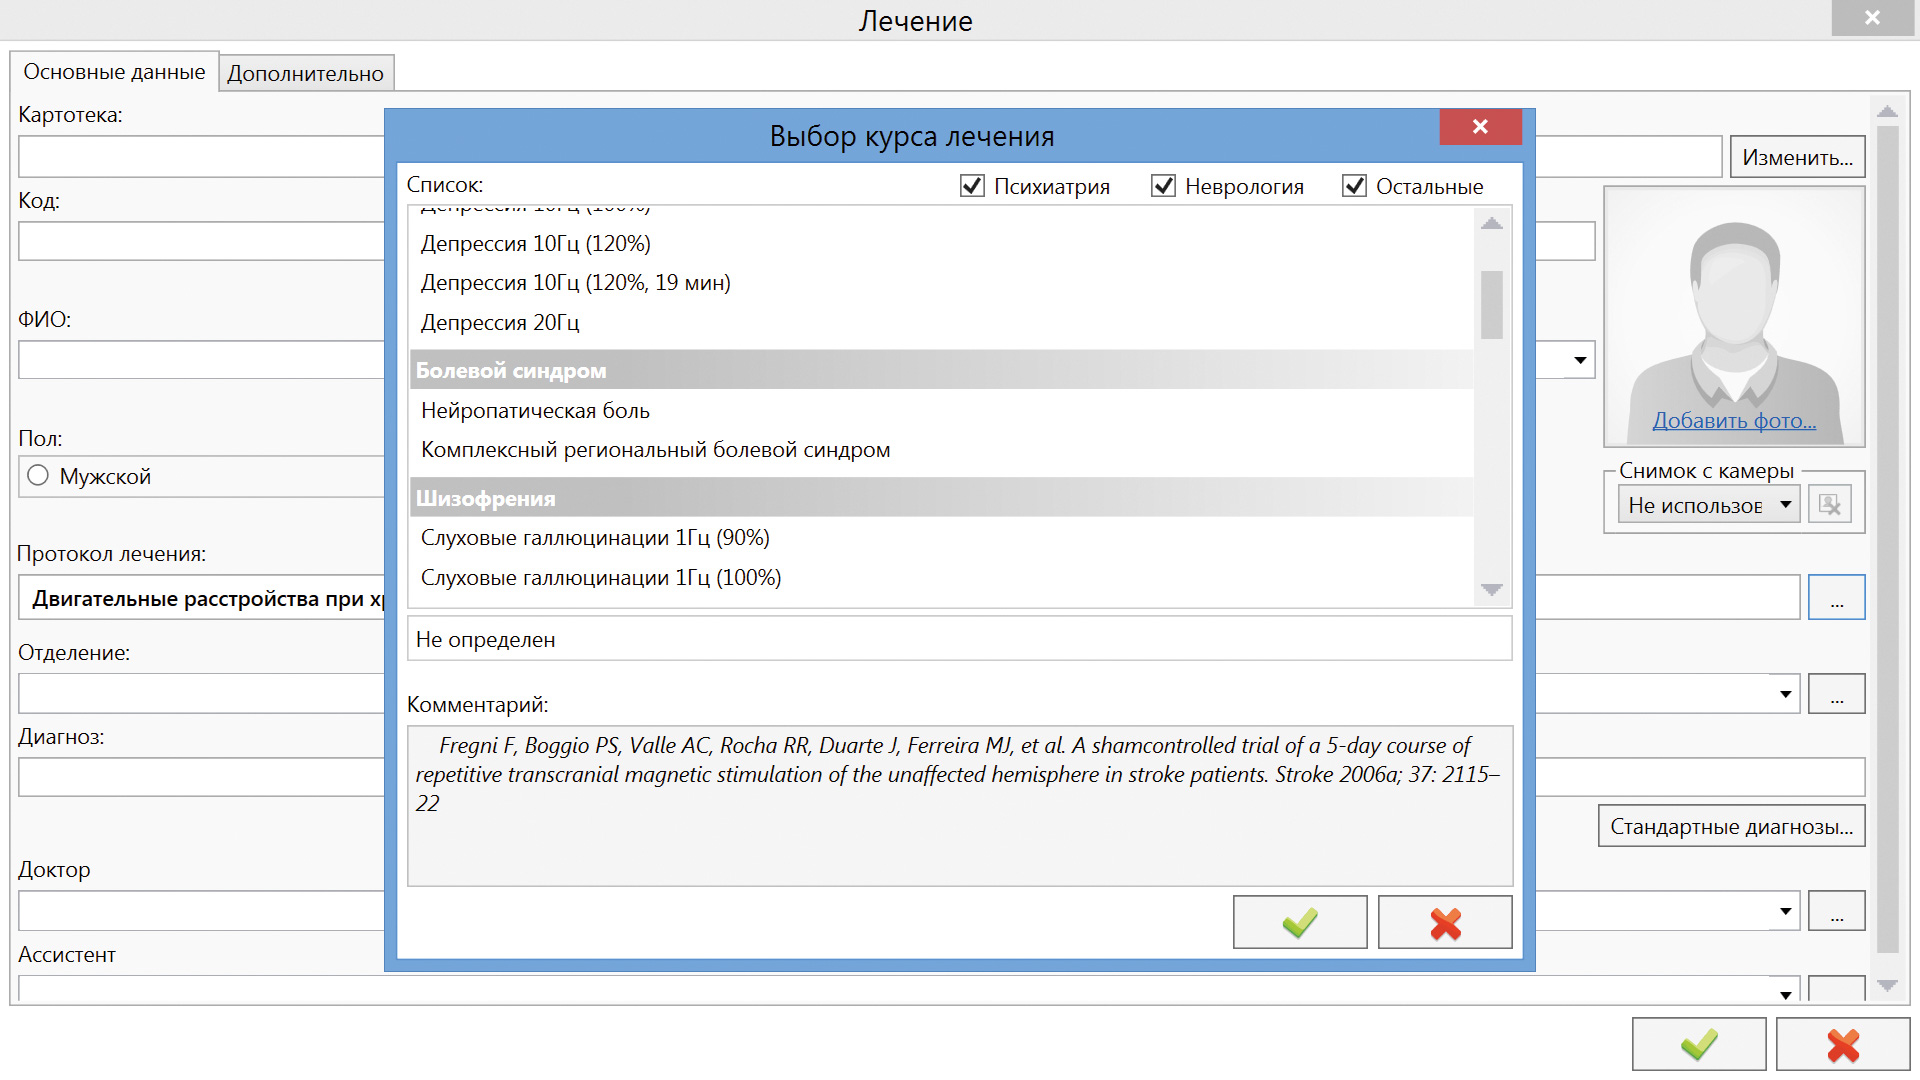 Лечение
Основные данные
Дополнительно
Картотека:
Изменить...
Код:
ФИО:
Добавить фото...
Пол:
Мужской
Снимок с камеры
Не использов
Протокол лечения:
Двигательные расстройства при хр
...
Отделение:
...
Диагноз:
Стандартные диагнозы...
Доктор
...
Ассистент
Выбор курса лечения
Список:
Психиатрия
Неврология
Остальные
Депрессия 10Гц (100%)
Депрессия 10Гц (120%)
Депрессия 10Гц (120%, 19 мин)
Депрессия 20Гц
Болевой синдром
Нейропатическая боль
Комплексный региональный болевой синдром
Шизофрения
Слуховые галлюцинации 1Гц (90%)
Слуховые галлюцинации 1Гц (100%)
Не определен
Комментарий:
Fregni F, Boggio PS, Valle AC, Rocha RR, Duarte J, Ferreira MJ, et al. A shamcontrolled trial of a 5-day course of
repetitive transcranial magnetic stimulation of the unaffected hemisphere in stroke patients. Stroke 2006a; 37: 2115–
22